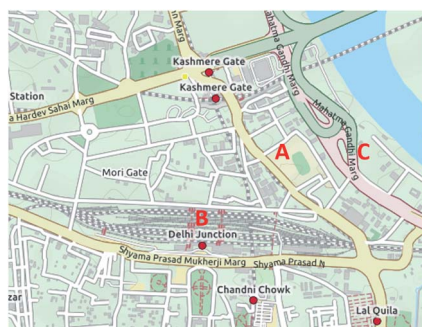 Kashmere Gate
Kashmere Gate
Station
a Hardev Sahai Marg
Mahatma Gandhi Marg
Mahatma Gandhi Marg
A
C
Mori Gate
B
Delhi Junction
Shyama Prasad Mukherji Marg
Shyama Prasad N
Chandni Chowk
zar
Lal Quila